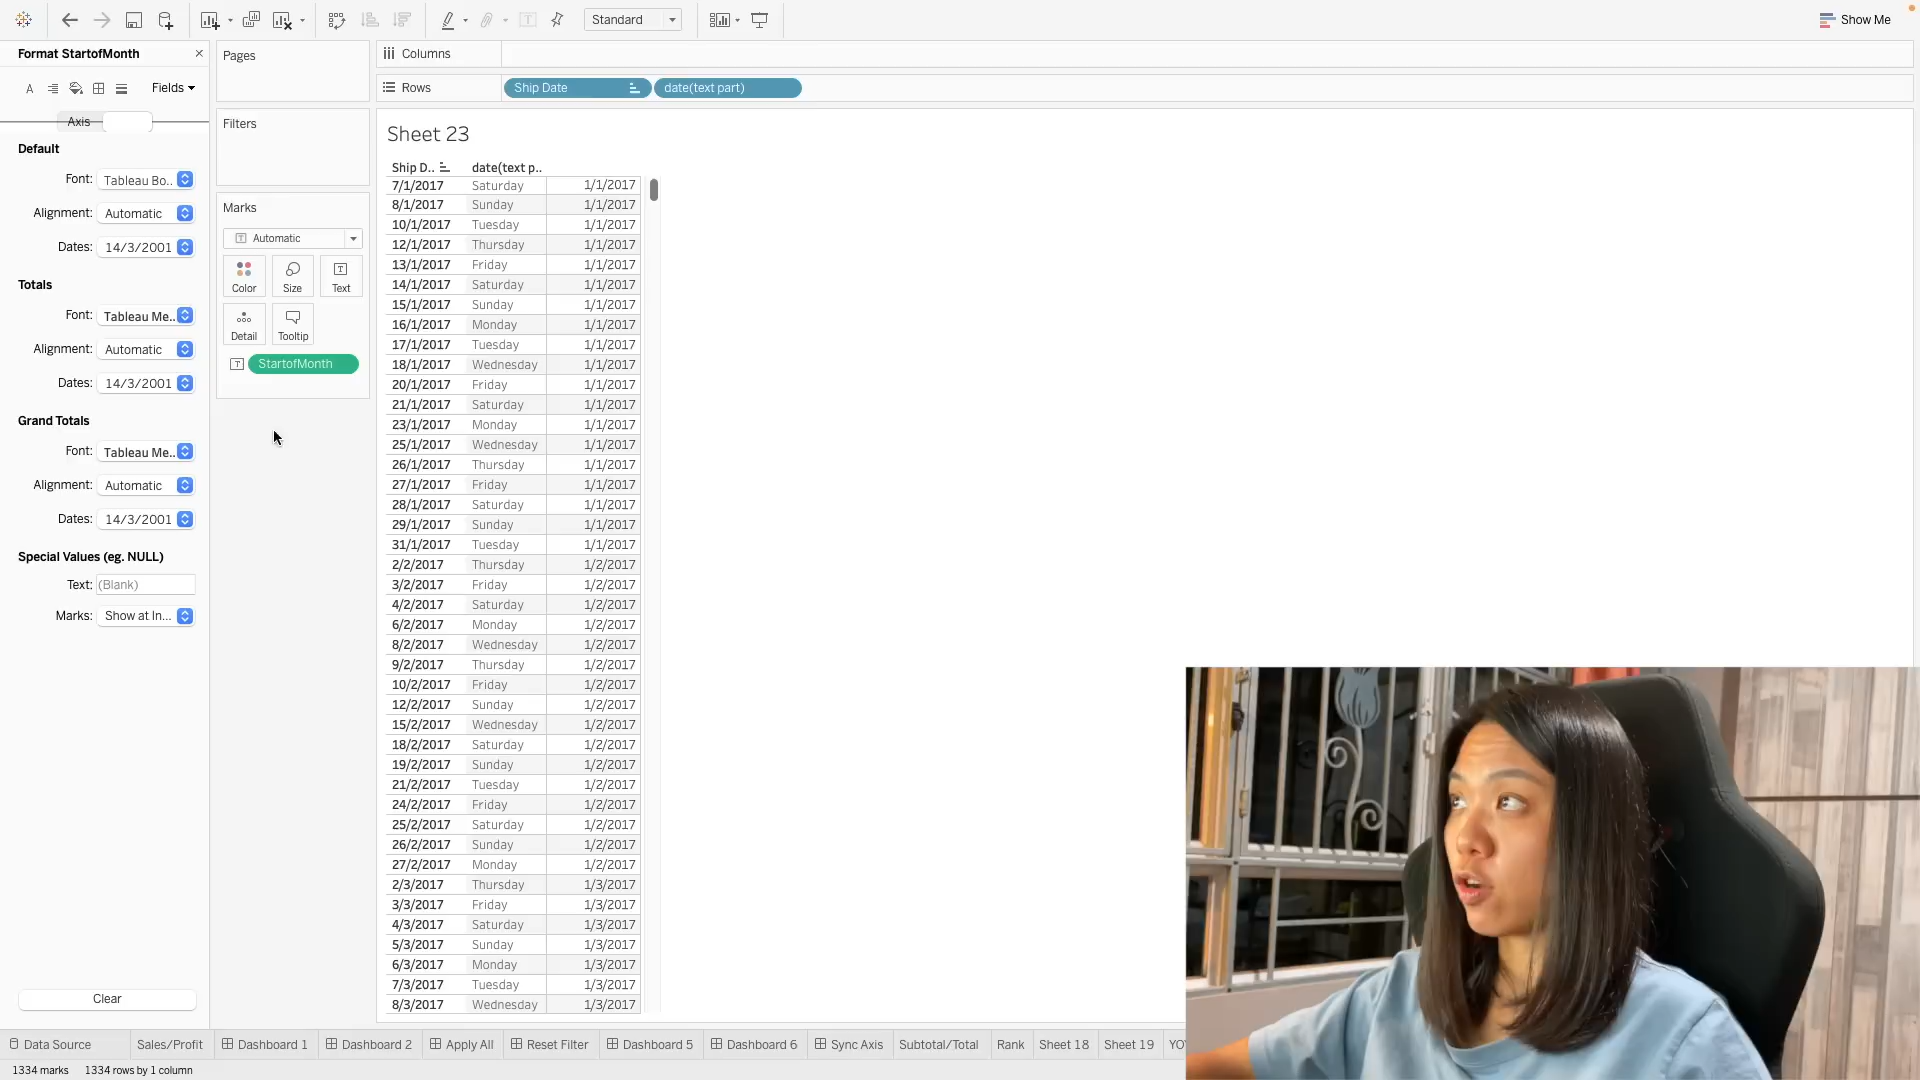 Standard
Show Me
Format StartofMonth
Pages
Columns
Fields
Rows
Ship Date
date(text part)
Axis
Filters
Default
Font: Tableau Bo..
Alignment: Automatic
Dates: 14/3/2001
Totals
Font: Tableau Me..
Alignment: Automatic
Dates: 14/3/2001
Grand Totals
Font: Tableau Me..
Alignment: Automatic
Dates: 14/3/2001
Special Values (eg. NULL)
Text: (Blank)
Marks: Show at In...
Clear
Marks
Automatic
Color
Size
Text
Detail
Tooltip
StartofMonth
Sheet 23
Ship D.. date(text p..
7/1/2017 Saturday 1/1/2017
8/1/2017 Sunday 1/1/2017
10/1/2017 Tuesday 1/1/2017
12/1/2017 Thursday 1/1/2017
13/1/2017 Friday 1/1/2017
14/1/2017 Saturday 1/1/2017
15/1/2017 Sunday 1/1/2017
16/1/2017 Monday 1/1/2017
17/1/2017 Tuesday 1/1/2017
18/1/2017 Wednesday 1/1/2017
20/1/2017 Friday 1/1/2017
21/1/2017 Saturday 1/1/2017
23/1/2017 Monday 1/1/2017
25/1/2017 Wednesday 1/1/2017
26/1/2017 Thursday 1/1/2017
27/1/2017 Friday 1/1/2017
28/1/2017 Saturday 1/1/2017
29/1/2017 Sunday 1/1/2017
31/1/2017 Tuesday 1/1/2017
2/2/2017 Thursday 1/2/2017
3/2/2017 Friday 1/2/2017
4/2/2017 Saturday 1/2/2017
6/2/2017 Monday 1/2/2017
8/2/2017 Wednesday 1/2/2017
9/2/2017 Thursday 1/2/2017
10/2/2017 Friday 1/2/2017
12/2/2017 Sunday 1/2/2017
15/2/2017 Wednesday 1/2/2017
18/2/2017 Saturday 1/2/2017
19/2/2017 Sunday 1/2/2017
21/2/2017 Tuesday 1/2/2017
24/2/2017 Friday 1/2/2017
25/2/2017 Saturday 1/2/2017
26/2/2017 Sunday 1/2/2017
27/2/2017 Monday 1/2/2017
2/3/2017 Thursday 1/3/2017
3/3/2017 Friday 1/3/2017
4/3/2017 Saturday 1/3/2017
5/3/2017 Sunday 1/3/2017
6/3/2017 Monday 1/3/2017
7/3/2017 Tuesday 1/3/2017
8/3/2017 Wednesday 1/3/2017
Data Source Sales/Profit Dashboard 1 Dashboard 2 Apply All Reset Filter Dashboard 5 Dashboard 6 Sync Axis Subtotal/Total Rank Sheet 18 Sheet 19
1334 marks 1334 rows by 1 column